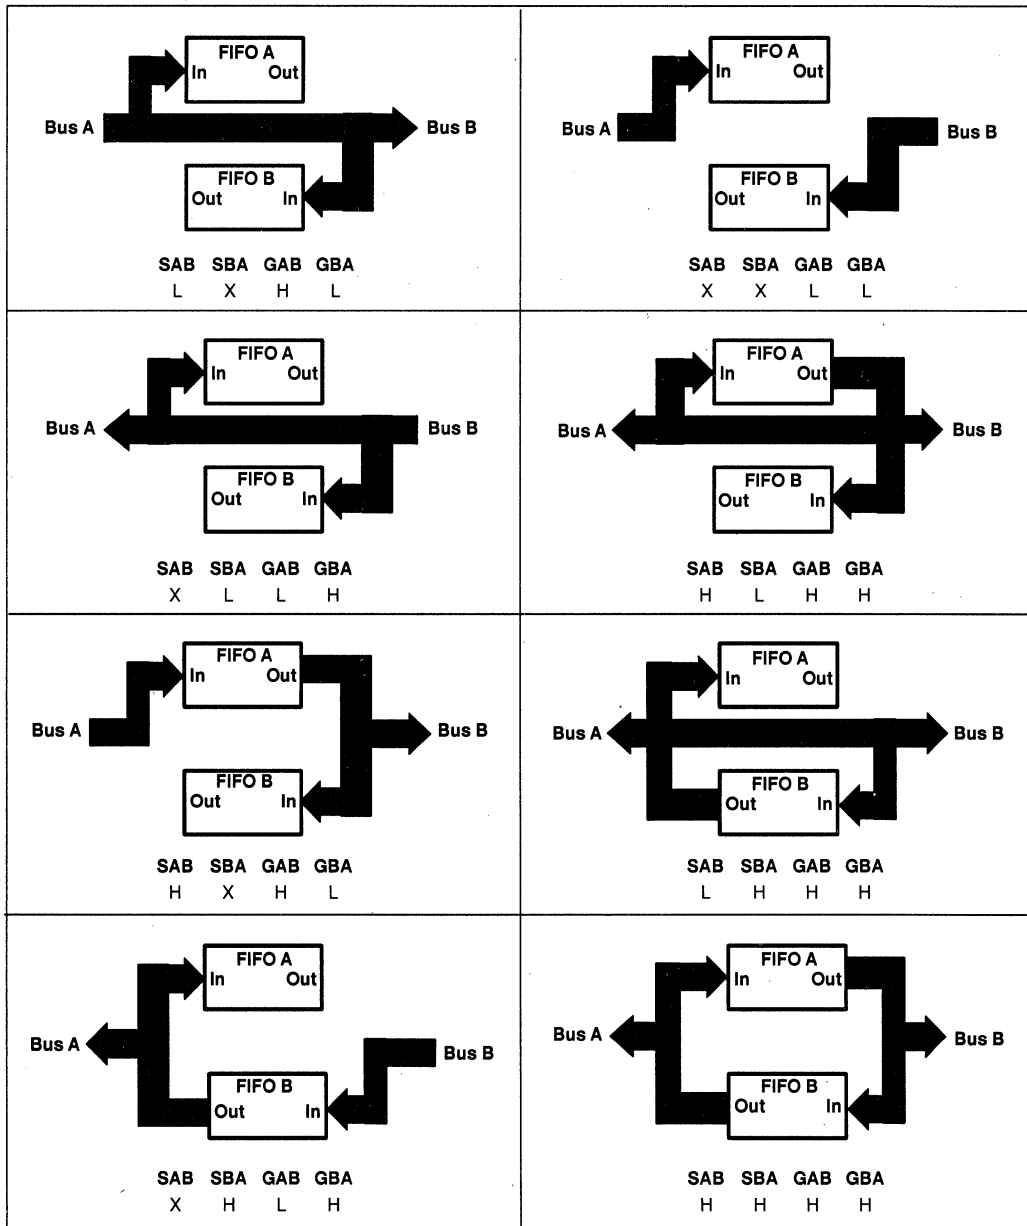 FIFO A
In Out
Bus A Bus B
FIFO B
Out In
SAB SBA GAB GBA
L X H L
FIFO A
In Out
Bus A Bus B
FIFO B
Out In
SAB SBA GAB GBA
X X L L
FIFO A
In Out
Bus A Bus B
FIFO B
Out In
SAB SBA GAB GBA
X L L H
FIFO A
In Out
Bus A Bus B
FIFO B
Out In
SAB SBA GAB GBA
H L H H
FIFO A
In Out
Bus A Bus B
FIFO B
Out In
SAB SBA GAB GBA
H X H L
FIFO A
In Out
Bus A Bus B
FIFO B
Out In
SAB SBA GAB GBA
L H H H
FIFO A
In Out
Bus A Bus B
FIFO B
Out In
SAB SBA GAB GBA
X H L H
FIFO A
In Out
Bus A Bus B
FIFO B
Out In
SAB SBA GAB GBA
H H H H